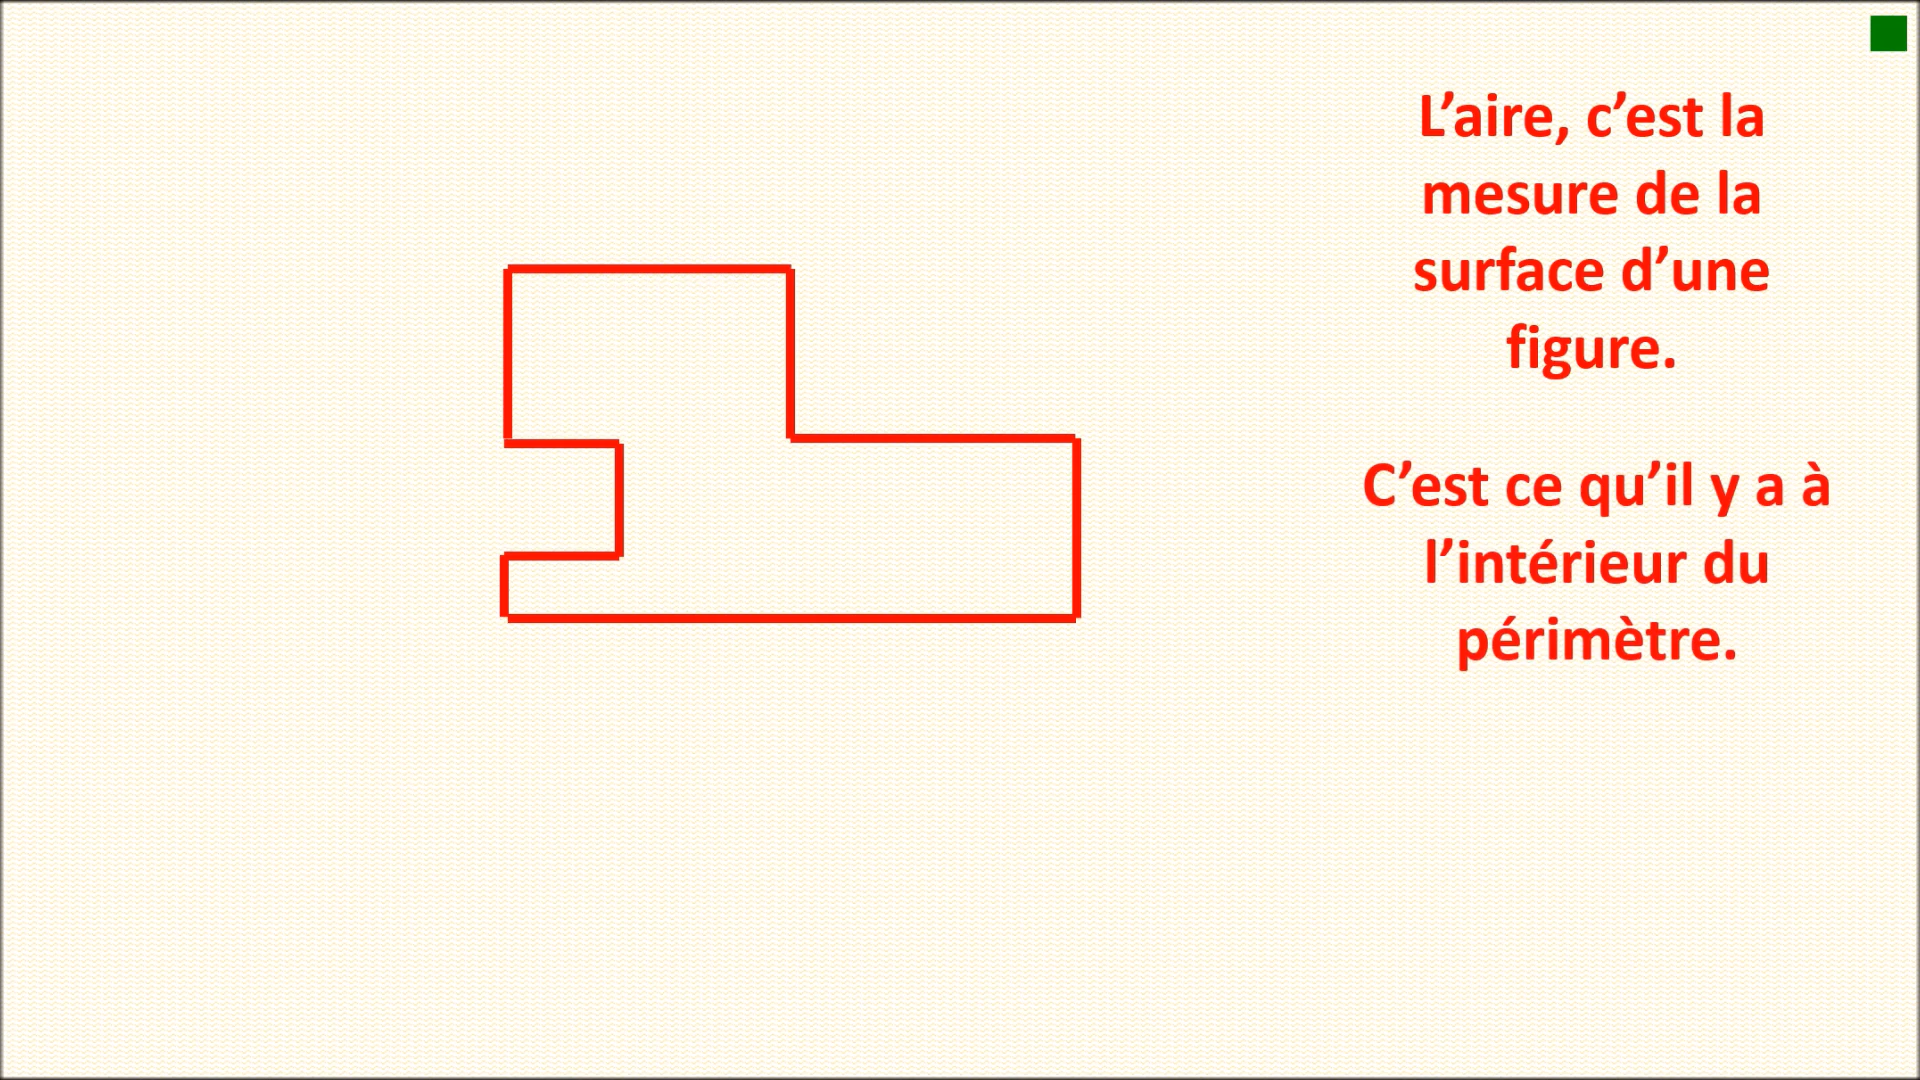 L’aire, c’est la
mesure de la
surface d’une
figure.
C’est ce qu’il y a à
l’intérieur du
périmètre.